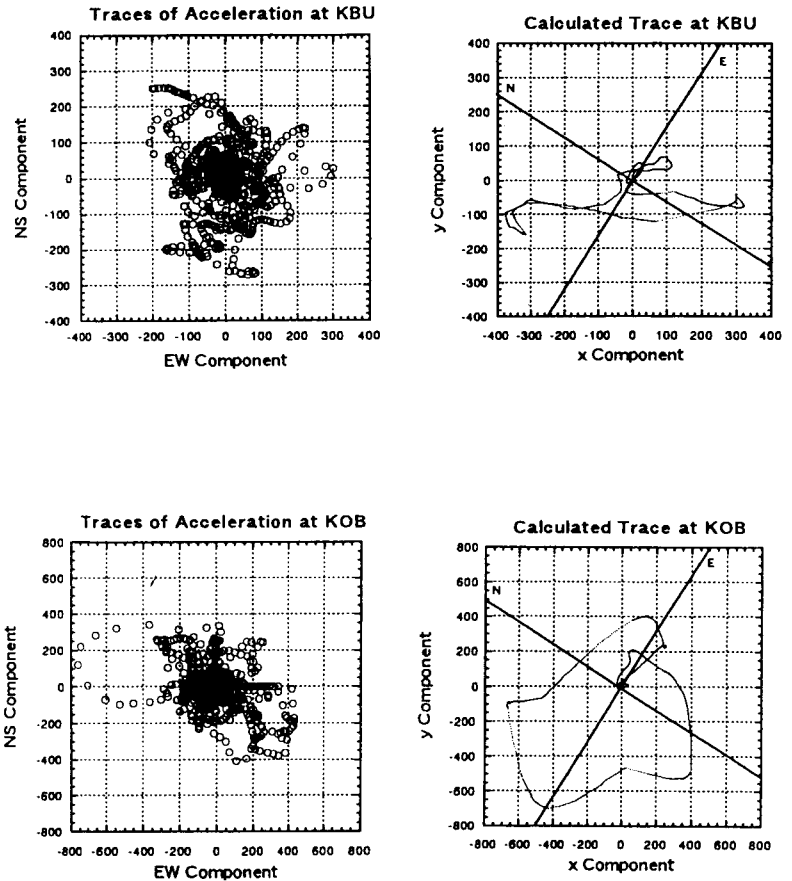 Traces of Acceleration at KBU
400
300
200
100
0
-100
-200
-300
-400
NS Component
-400 -300 -200 -100 0 100 200 300 400
EW Component
Calculated Trace at KBU
400
300
200
100
0
-100
-200
-300
-400
y Component
N
E
-400 -300 -200 -100 0 100 200 300 400
x Component
Traces of Acceleration at KOB
800
600
400
200
0
-200
-400
-600
-800
NS Component
-800 -600 -400 -200 0 200 400 600 800
EW Component
Calculated Trace at KOB
800
600
400
200
0
-200
-400
-600
-800
y Component
N
E
-800 -600 -400 -200 0 200 400 600 800
x Component